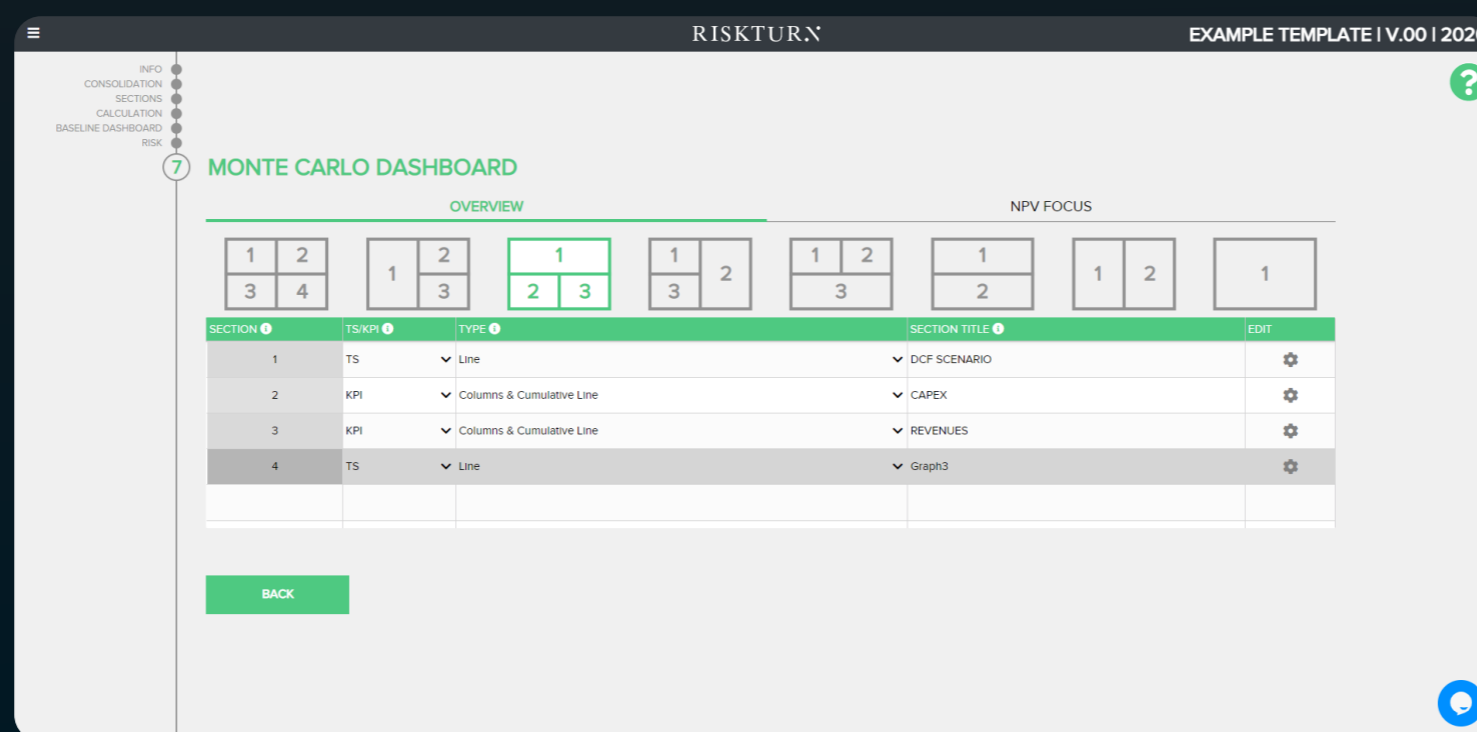 RISKTURN
EXAMPLE TEMPLATE | V.00 |
?
INFO
CONSOLIDATION
SECTIONS
CALCULATION
BASELINE DASHBOARD
RISK
7 MONTE CARLO DASHBOARD
OVERVIEW NPV FOCUS
1 2 2 1 1 1 2 1
1 2 1 2 1
3 4 3 2 3 3 3 2
SECTION TS/KPI TYPE SECTION TITLE EDIT
1 TS Line DCF SCENARIO
2 KPI Columns & Cumulative Line CAPEX
3 KPI Columns & Cumulative Line REVENUES
4 TS Line Graph3
BACK